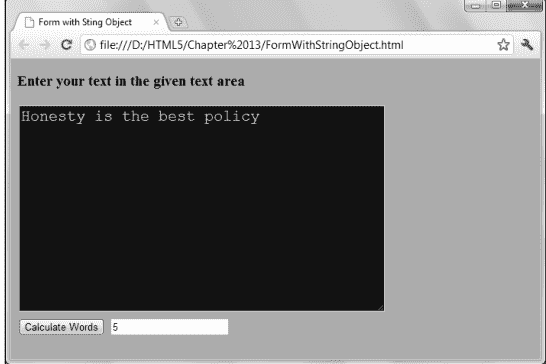 Form with Sting Object
file:///D:/HTML5/Chapter%2013/FormWithStringObject.html
Enter your text in the given text area
Honesty is the best policy
Calculate Words 5